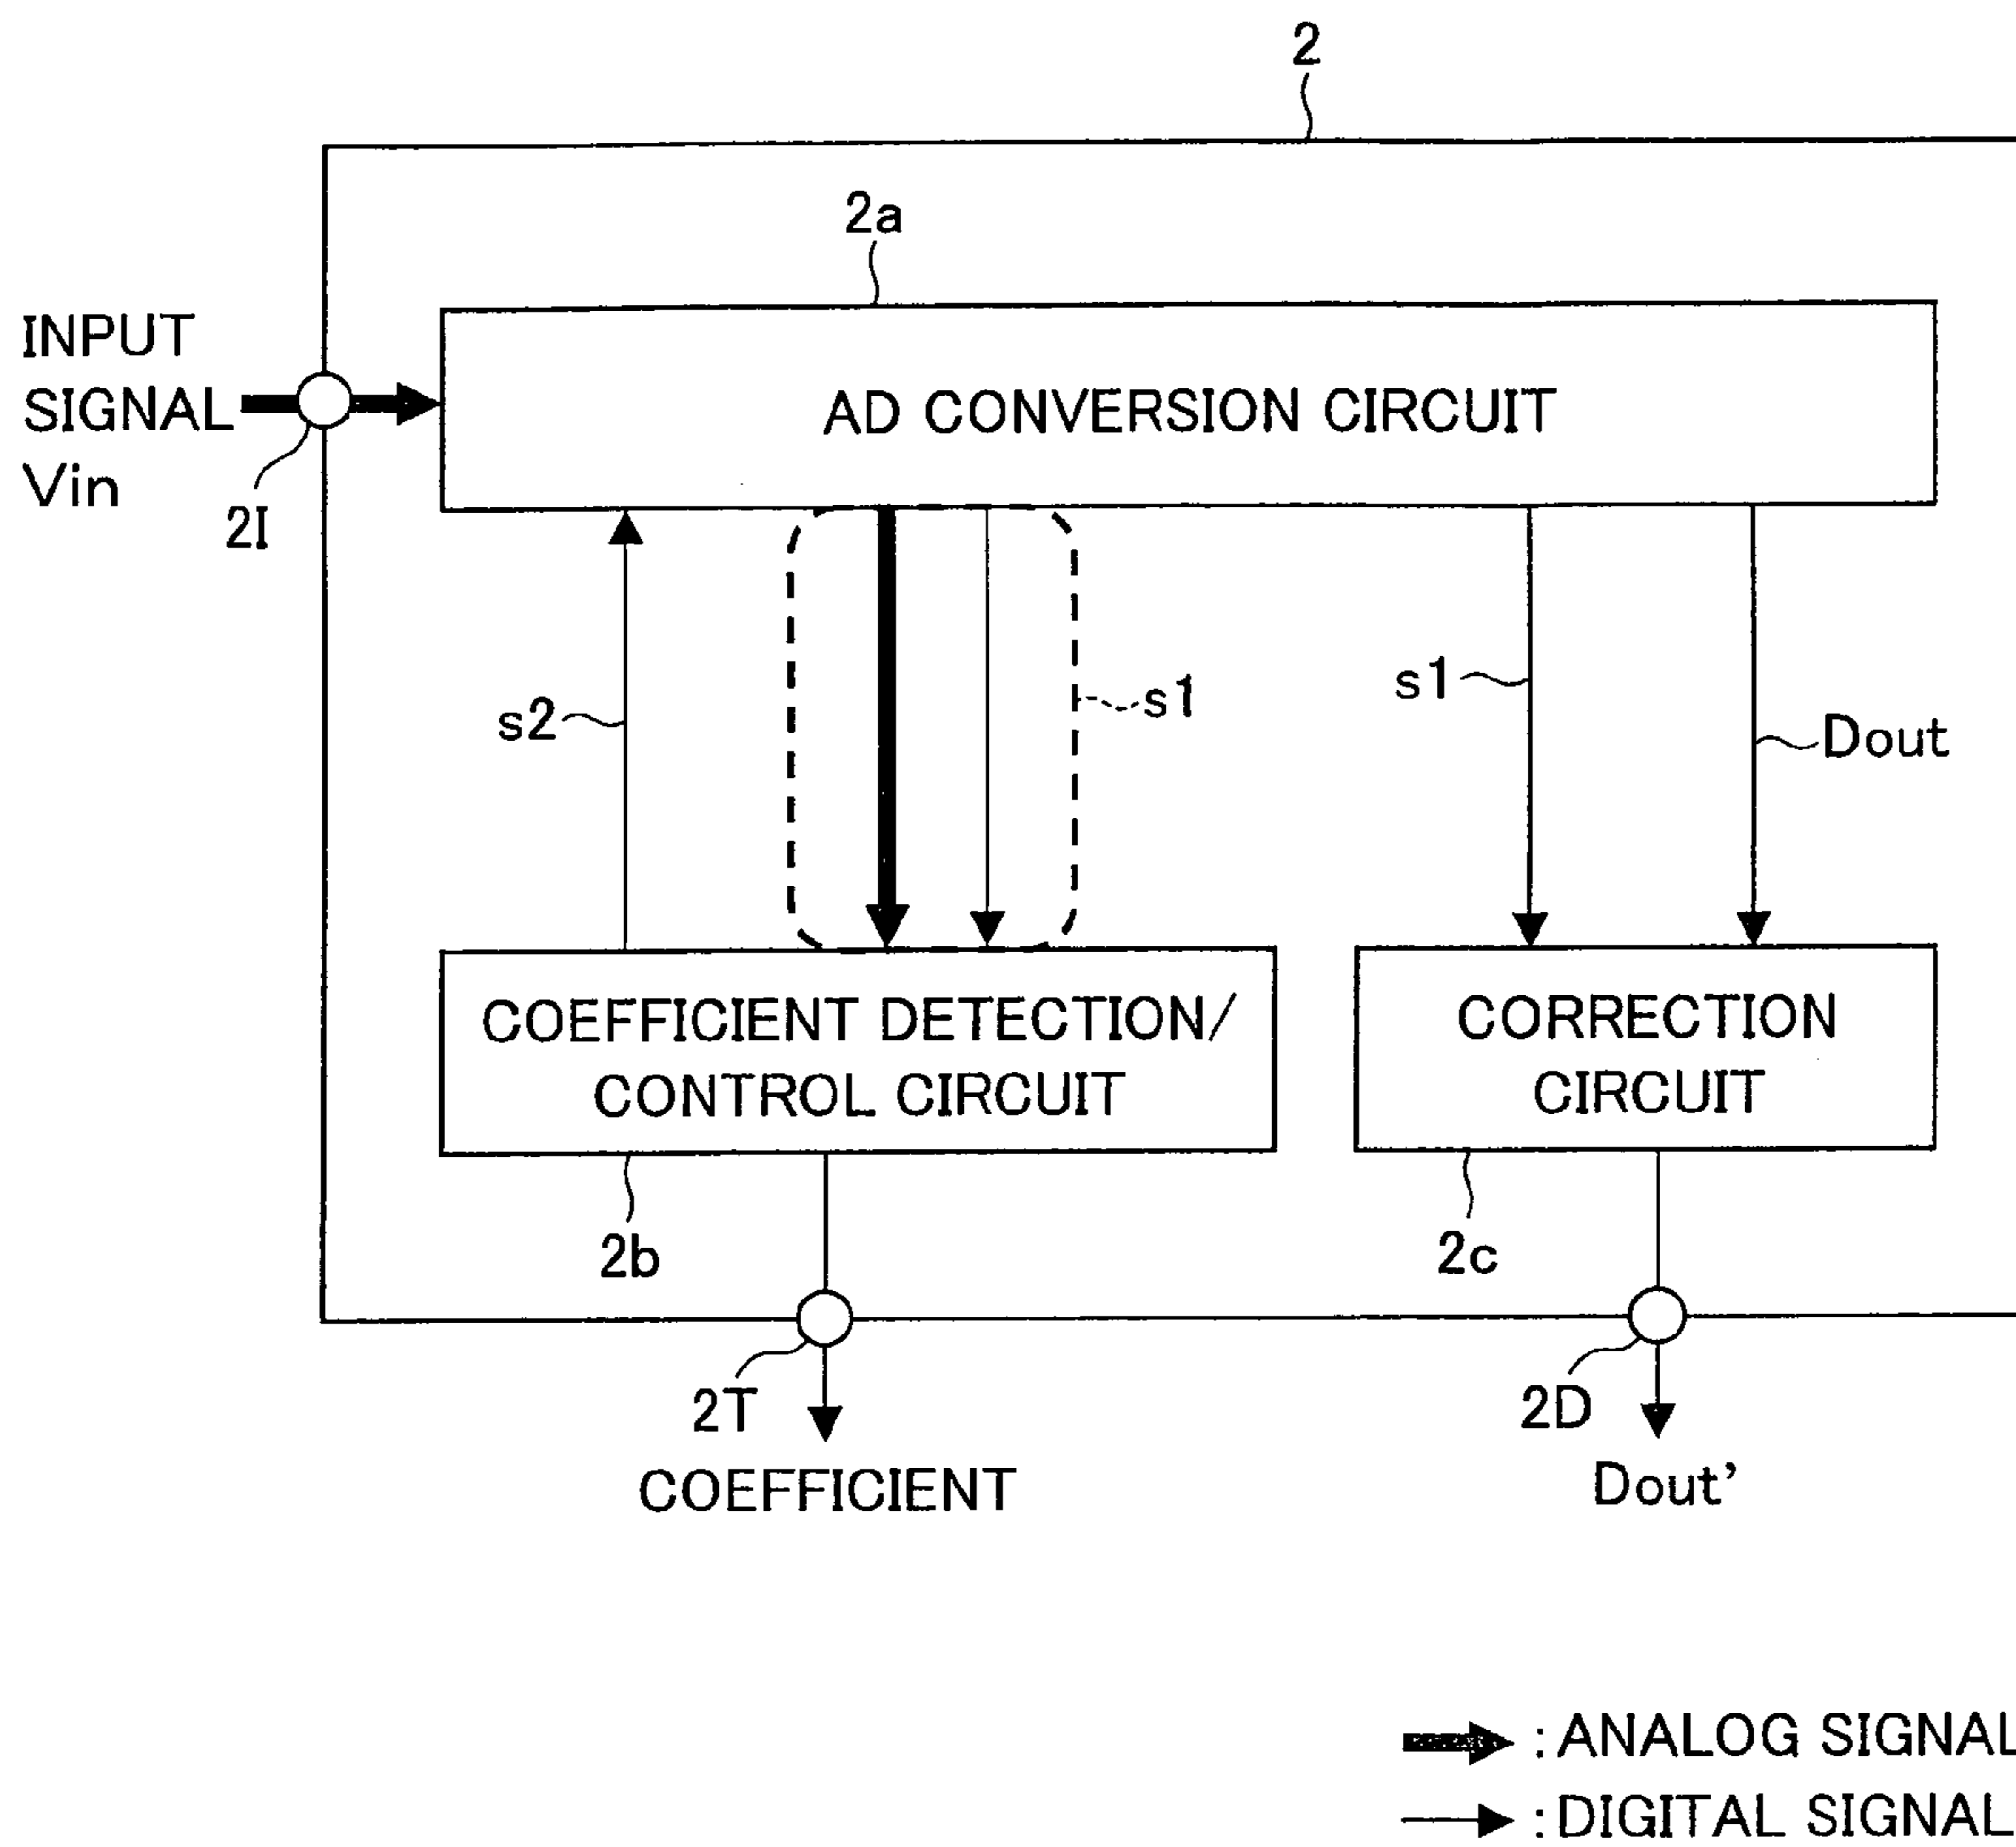 2
2a
INPUT
SIGNAL
Vin
2I
AD CONVERSION CIRCUIT
s2
s1
s1
Dout
COEFFICIENT DETECTION/
CONTROL CIRCUIT
CORRECTION
CIRCUIT
2b
2c
2T
2D
COEFFICIENT
Dout’
: ANALOG SIGNAL
: DIGITAL SIGNAL